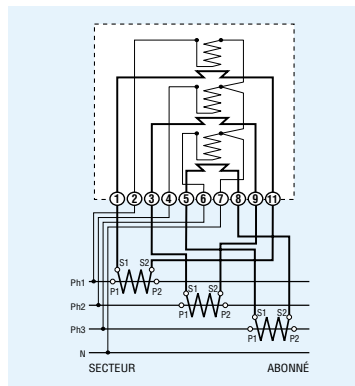 1 2 3 4 5 6 7 8 9 11
S1 S2
Ph1
P1 P2
S1 S2
Ph2
P1 P2
S1 S2
Ph3
P1 P2
N
SECTEUR ABONNÉ